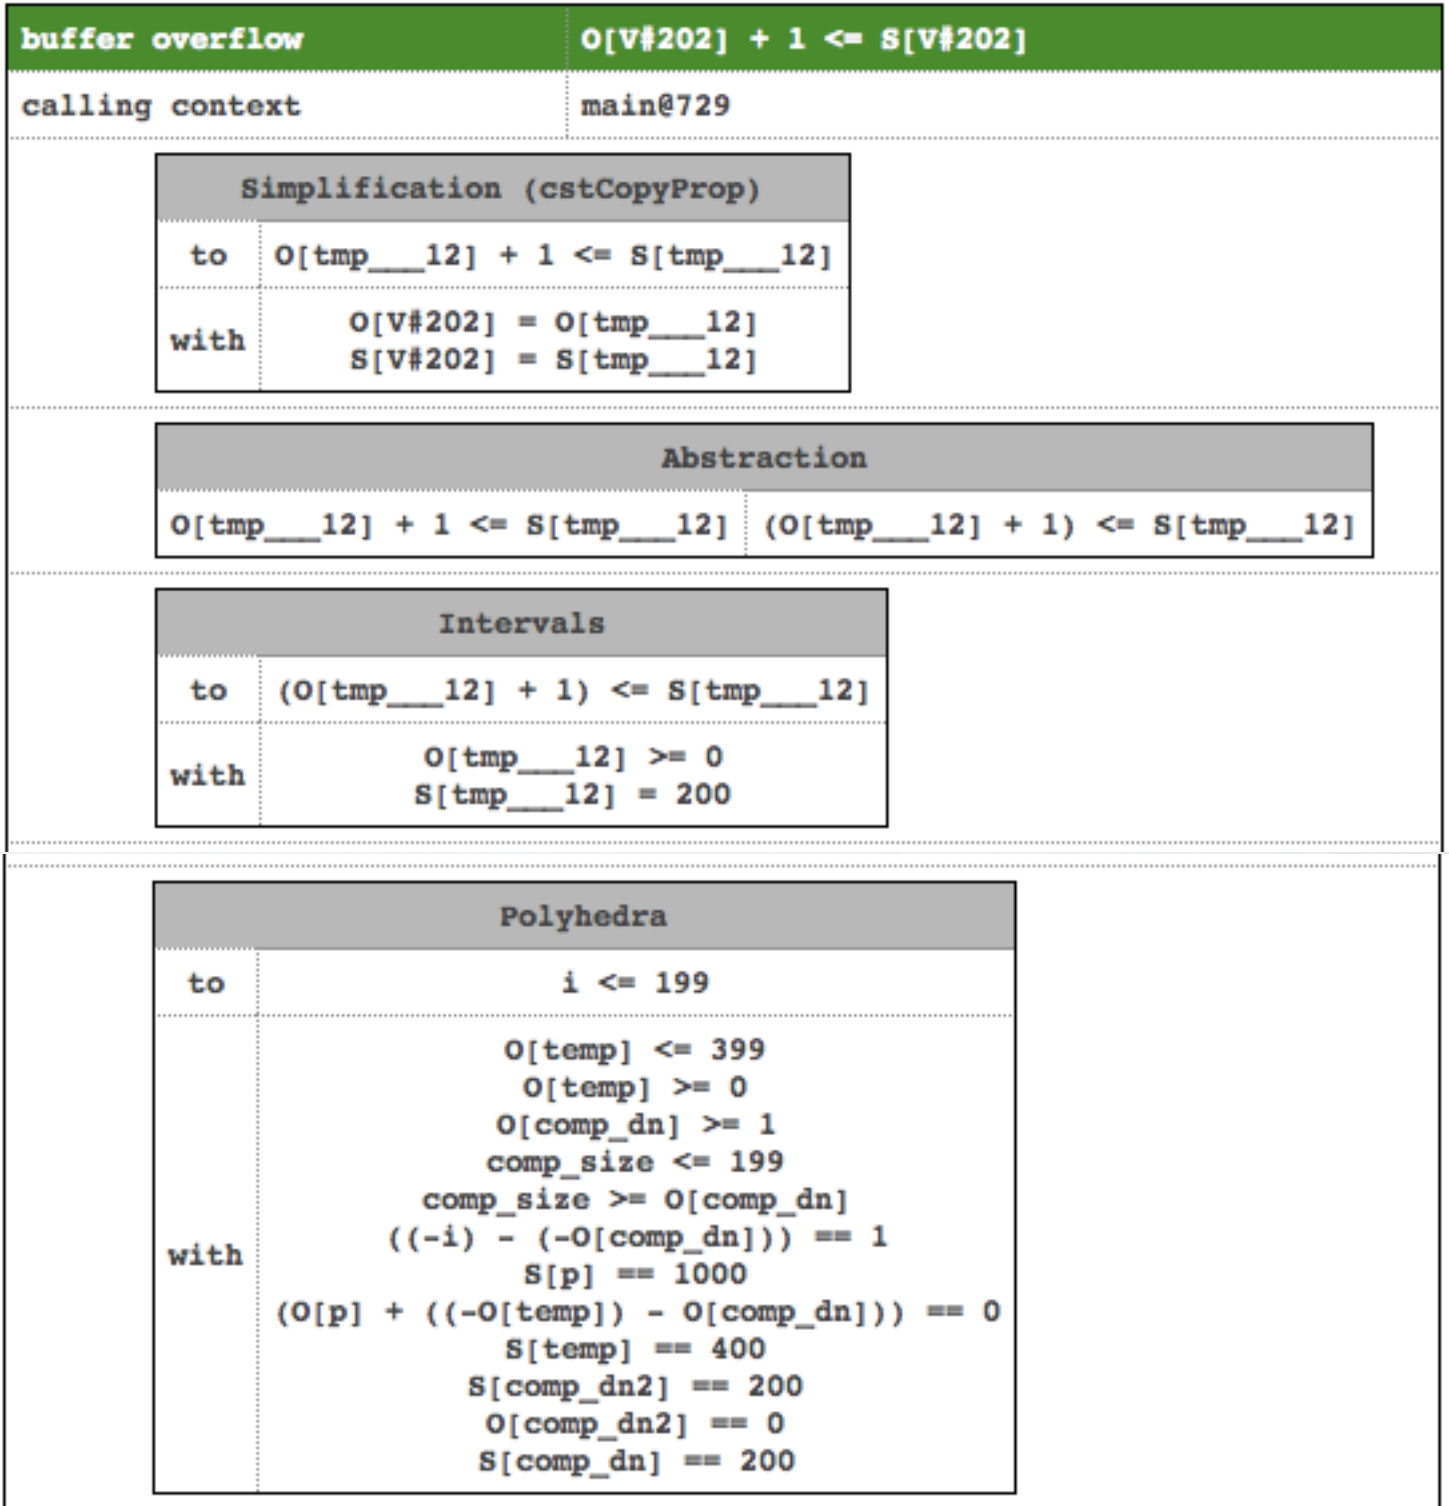 buffer overflow O[V#202] + 1 <= S[V#202]
calling context main@729
Simplification (cstCopyProp)
to O[tmp___12] + 1 <= S[tmp___12]
with O[V#202] = O[tmp___12]
S[V#202] = S[tmp___12]
Abstraction
O[tmp___12] + 1 <= S[tmp___12] (O[tmp___12] + 1) <= S[tmp___12]
Intervals
to (O[tmp___12] + 1) <= S[tmp___12]
with O[tmp___12] >= 0
S[tmp___12] = 200
Polyhedra
to i <= 199
with O[temp] <= 399
O[temp] >= 0
O[comp_dn] >= 1
comp_size <= 199
comp_size >= O[comp_dn]
((-i) - (-O[comp_dn])) == 1
S[p] == 1000
(O[p] + ((-O[temp]) - O[comp_dn])) == 0
S[temp] == 400
S[comp_dn2] == 200
O[comp_dn2] == 0
S[comp_dn] == 200